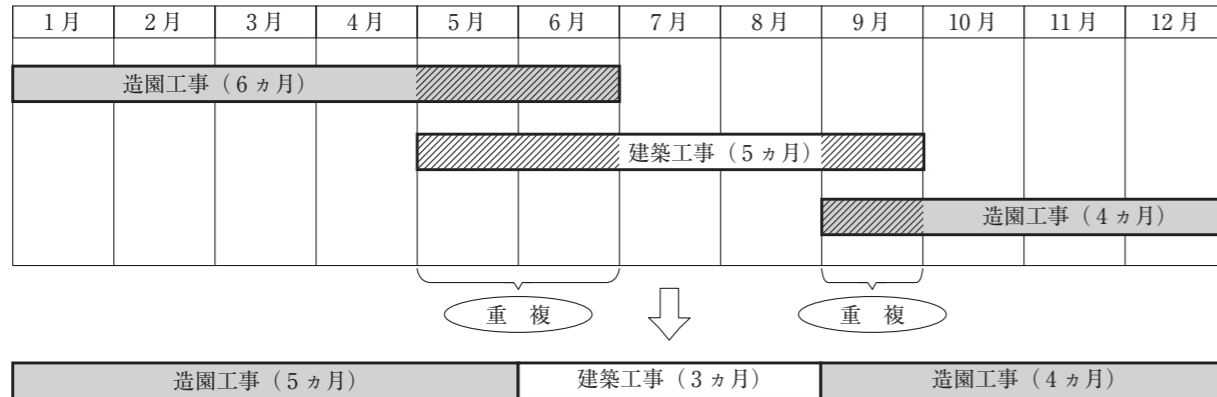 1月 2月 3月 4月 5月 6月 7月 8月 9月 10月 11月 12月
造園工事（6ヵ月）
建築工事（5ヵ月）
造園工事（4ヵ月）
重複 重複
造園工事（5ヵ月） 建築工事（3ヵ月） 造園工事（4ヵ月）